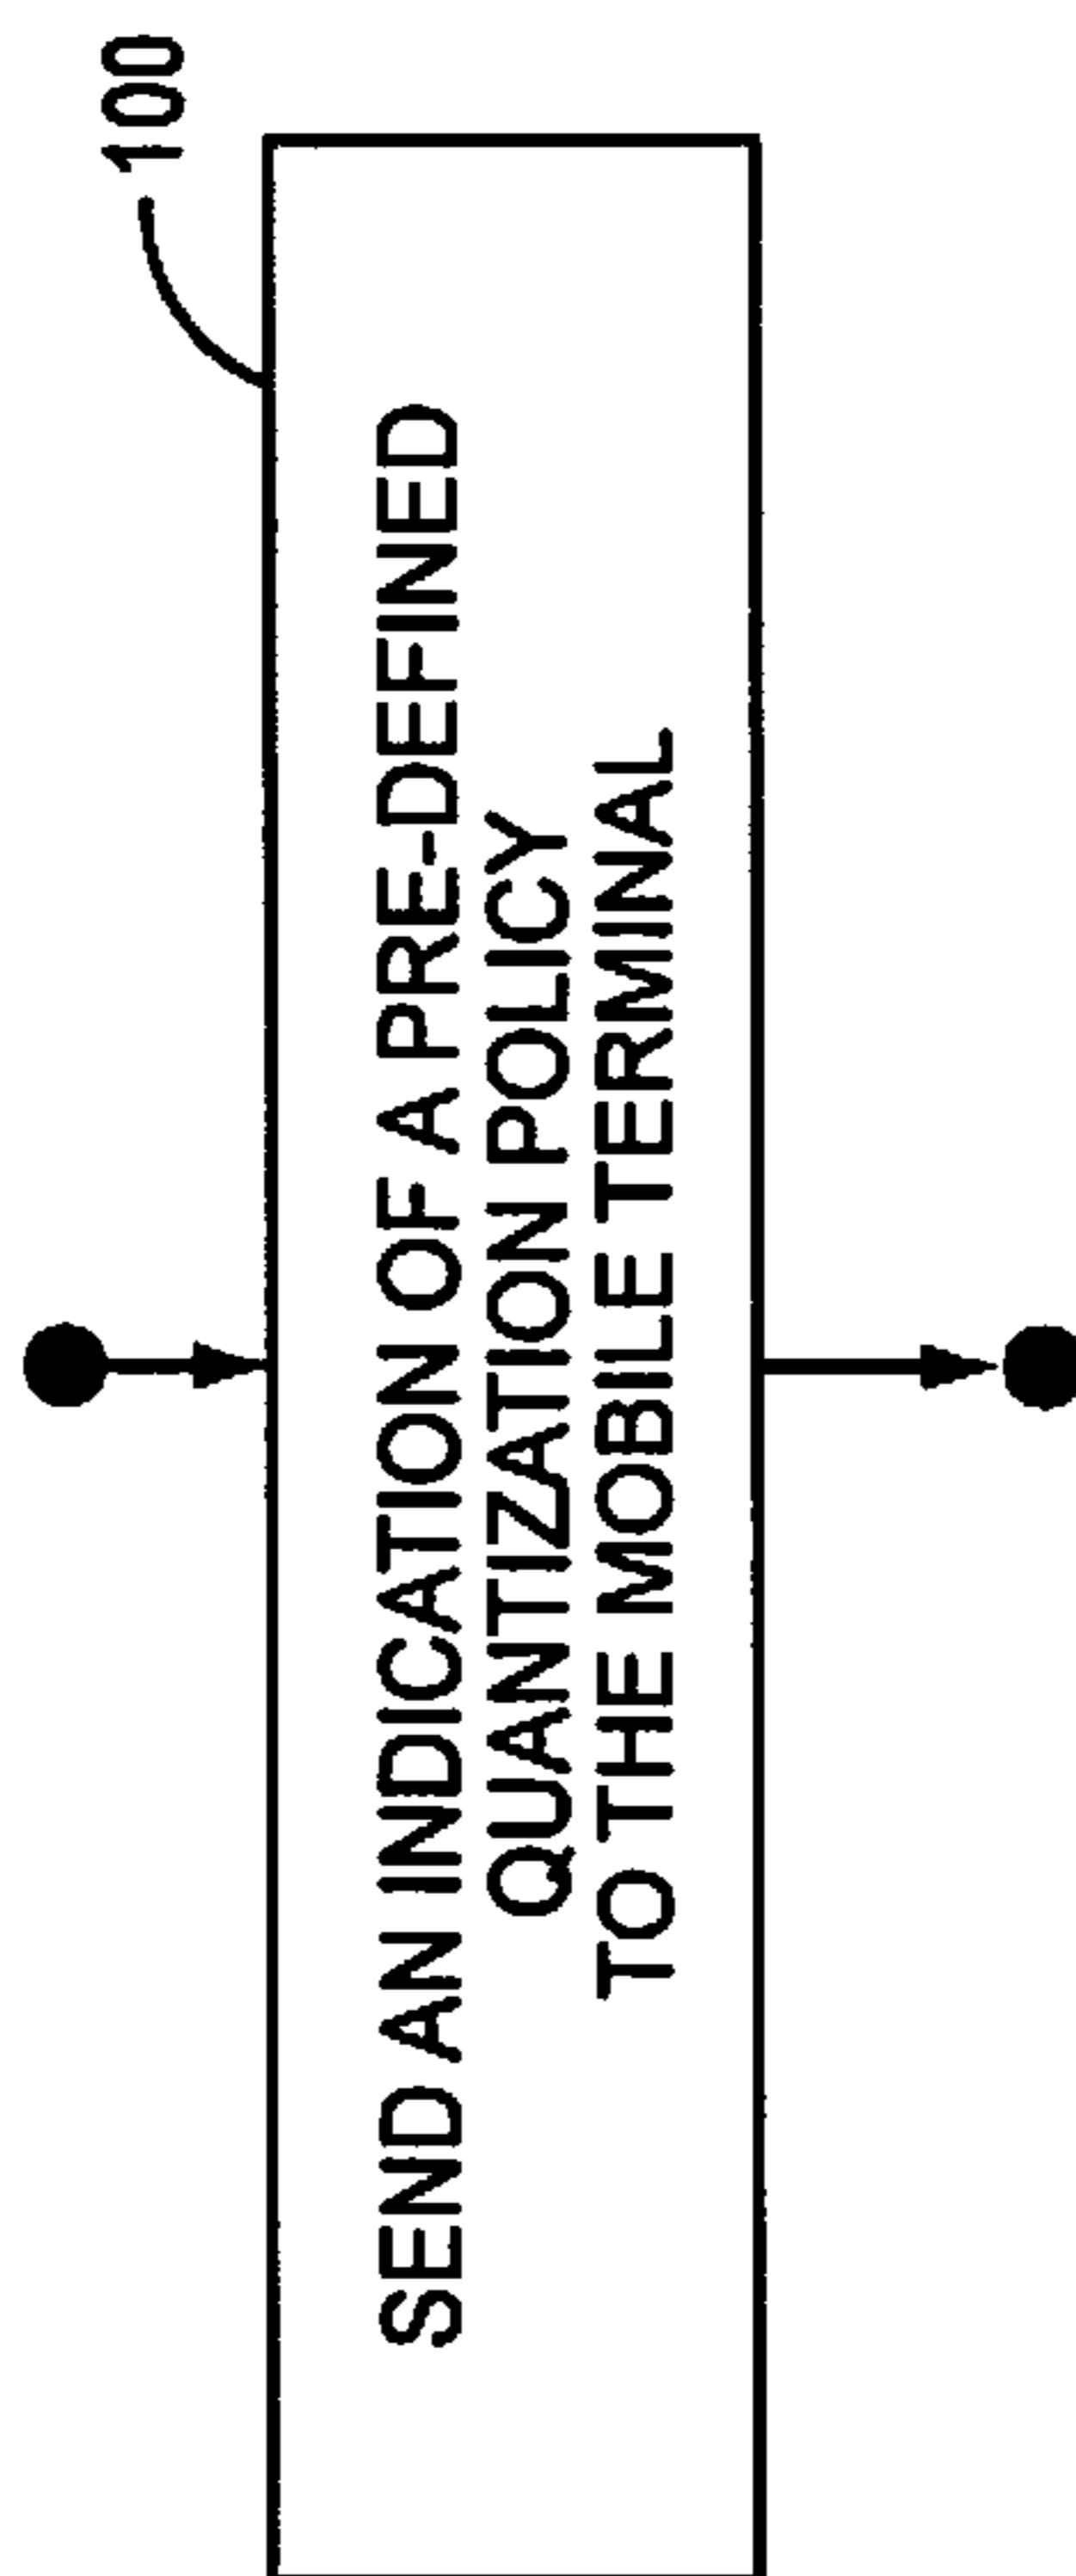 100
SEND AN INDICATION OF A PRE-DEFINED
QUANTIZATION POLICY
TO THE MOBILE TERMINAL